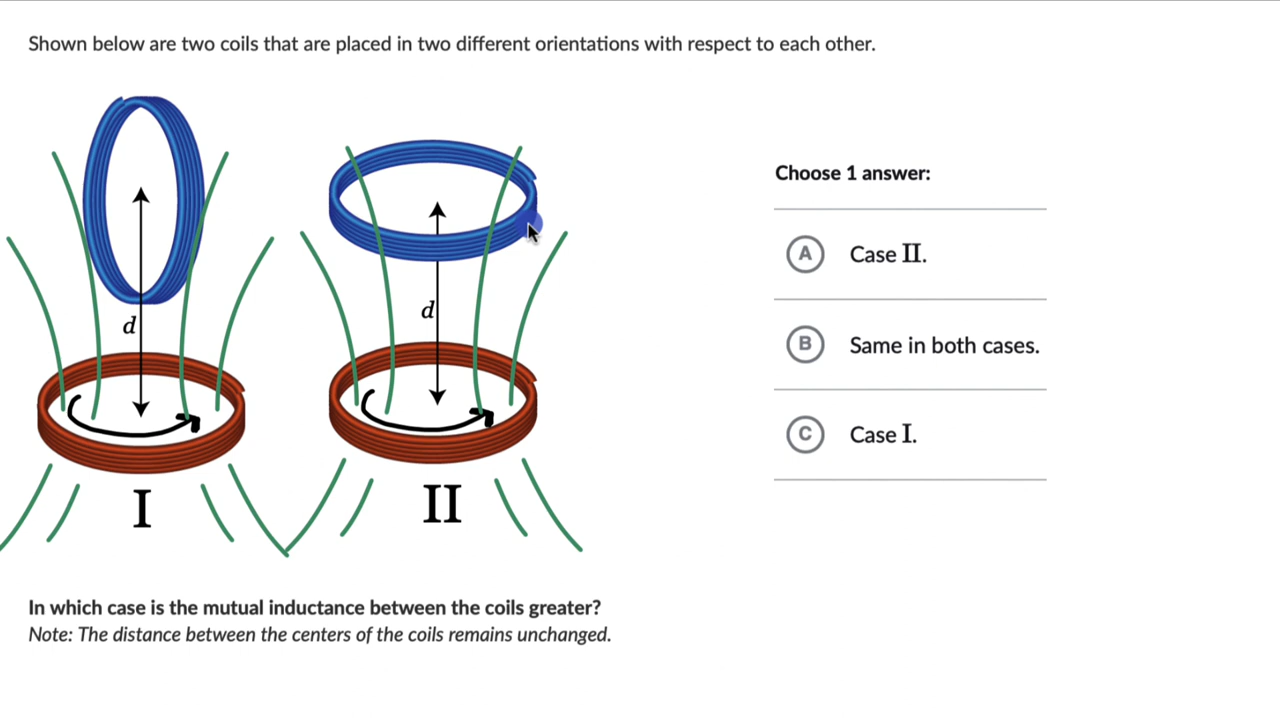 Shown below are two coils that are placed in two different orientations with respect to each other.
d
d
I
II
In which case is the mutual inductance between the coils greater?
Note: The distance between the centers of the coils remains unchanged.
Choose 1 answer:
A Case II.
B Same in both cases.
C Case I.